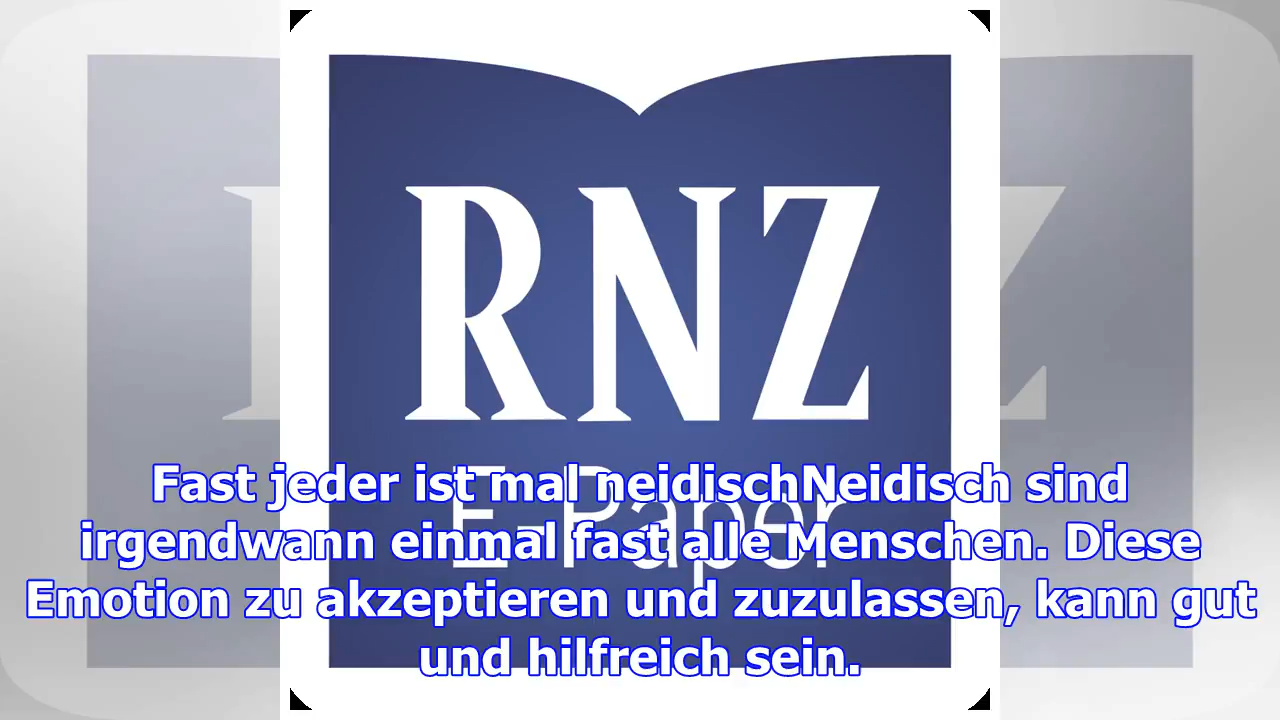 RNZ
E-Paper
Fast jeder ist mal neidischNeidisch sind
irgendwann einmal fast alle Menschen. Diese
Emotion zu akzeptieren und zuzulassen, kann gut
und hilfreich sein.